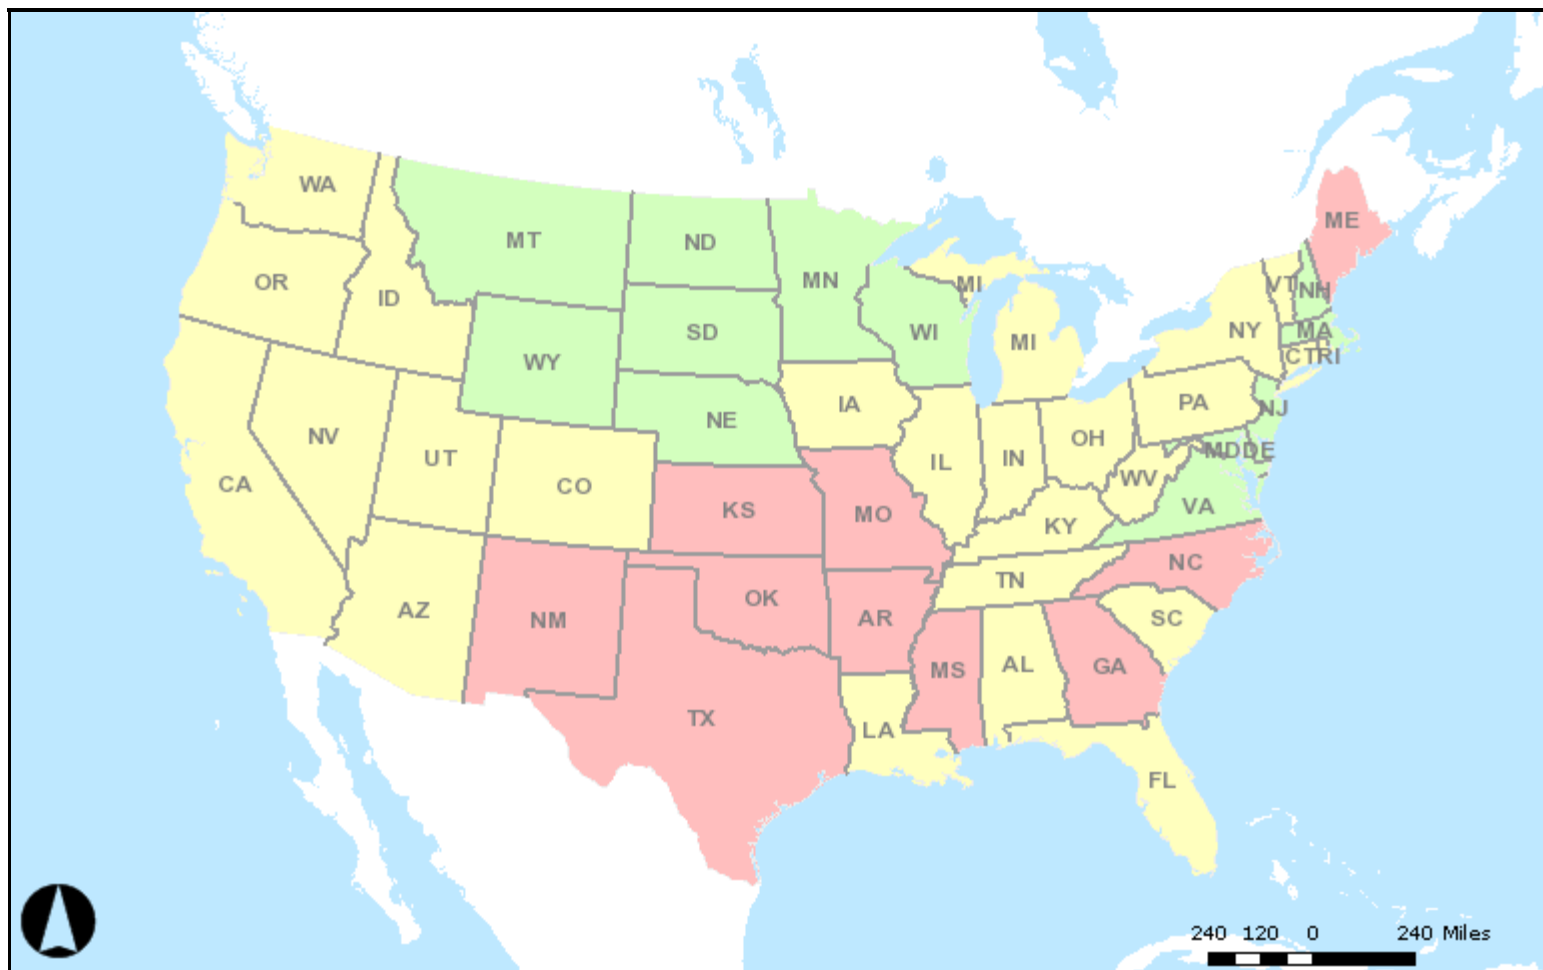 WA
ME
MT
ND
OR
ID
MN
MI
VT
NH
SD
WI
NY
MA
WY
MI
CT
RI
NE
IA
PA
NJ
NV
UT
OH
CA
CO
IL
IN
WV
MD
DE
KS
MO
KY
VA
NC
TN
AZ
NM
OK
AR
SC
MS
AL
GA
TX
LA
FL
240 120 0 240 Miles